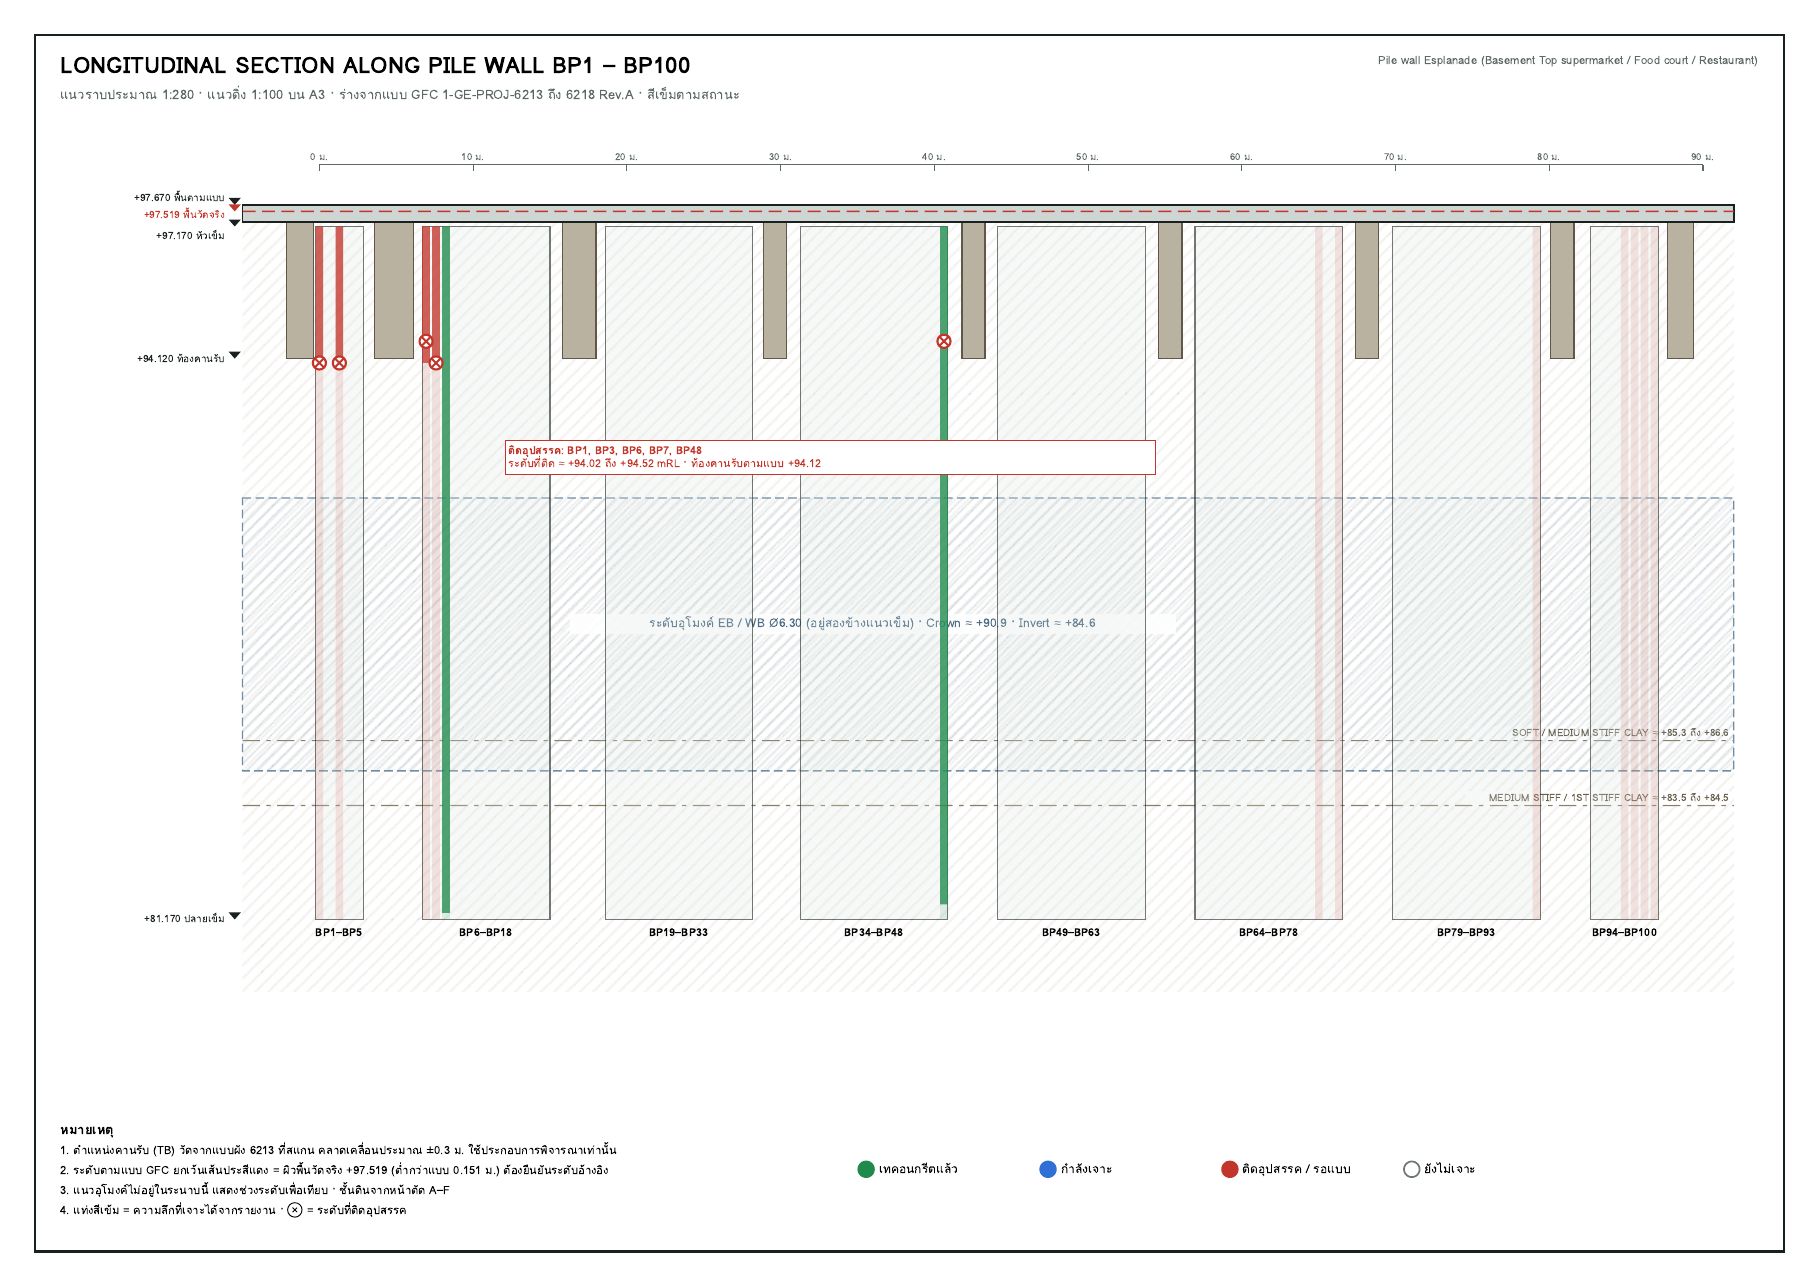 LONGITUDINAL SECTION ALONG PILE WALL BP1 – BP100
Pile wall Esplanade (Basement Top supermarket / Food court / Restaurant)
แนวราบประมาณ 1:280 · แนวดิ่ง 1:100 บน A3 · ร่างจากแบบ GFC 1-GE-PROJ-6213 ถึง 6218 Rev.A · สีเข็มตามสถานะ
0 ม. 10 ม. 20 ม. 30 ม. 40 ม. 50 ม. 60 ม. 70 ม. 80 ม. 90 ม.
+97.670 พื้นตามแบบ
+97.519 พื้นวัดจริง
+97.170 หัวเข็ม
+94.120 ท้องคานรับ
ติดอุปสรรค: BP1, BP3, BP6, BP7, BP48
ระดับที่ติด ≈ +94.02 ถึง +94.52 mRL · ท้องคานรับตามแบบ +94.12
ระดับอุโมงค์ EB / WB Ø6.30 (อยู่สองข้างแนวเข็ม) · Crown ≈ +90.9 · Invert ≈ +84.6
SOFT / MEDIUM STIFF CLAY ≈ +85.3 ถึง +86.6
MEDIUM STIFF / 1ST STIFF CLAY ≈ +83.5 ถึง +84.5
+81.170 ปลายเข็ม
BP1–BP5 BP6–BP18 BP19–BP33 BP34–BP48 BP49–BP63 BP64–BP78 BP79–BP93 BP94–BP100
หมายเหตุ
1. ตำแหน่งคานรับ (TB) วัดจากแบบผัง 6213 ที่สแกน คลาดเคลื่อนประมาณ ±0.3 ม. ใช้ประกอบการพิจารณาเท่านั้น
2. ระดับตามแบบ GFC ยกเว้นเส้นประสีแดง = ผิวพื้นวัดจริง +97.519 (ต่ำกว่าแบบ 0.151 ม.) ต้องยืนยันระดับอ้างอิง
3. แนวอุโมงค์ไม่อยู่ในระนาบนี้ แสดงช่วงระดับเพื่อเทียบ · ชั้นดินจากหน้าตัด A–F
4. แท่งสีเข้ม = ความลึกที่เจาะได้จากรายงาน · ⊗ = ระดับที่ติดอุปสรรค
เทคอนกรีตแล้ว กำลังเจาะ ติดอุปสรรค / รอแบบ ยังไม่เจาะ